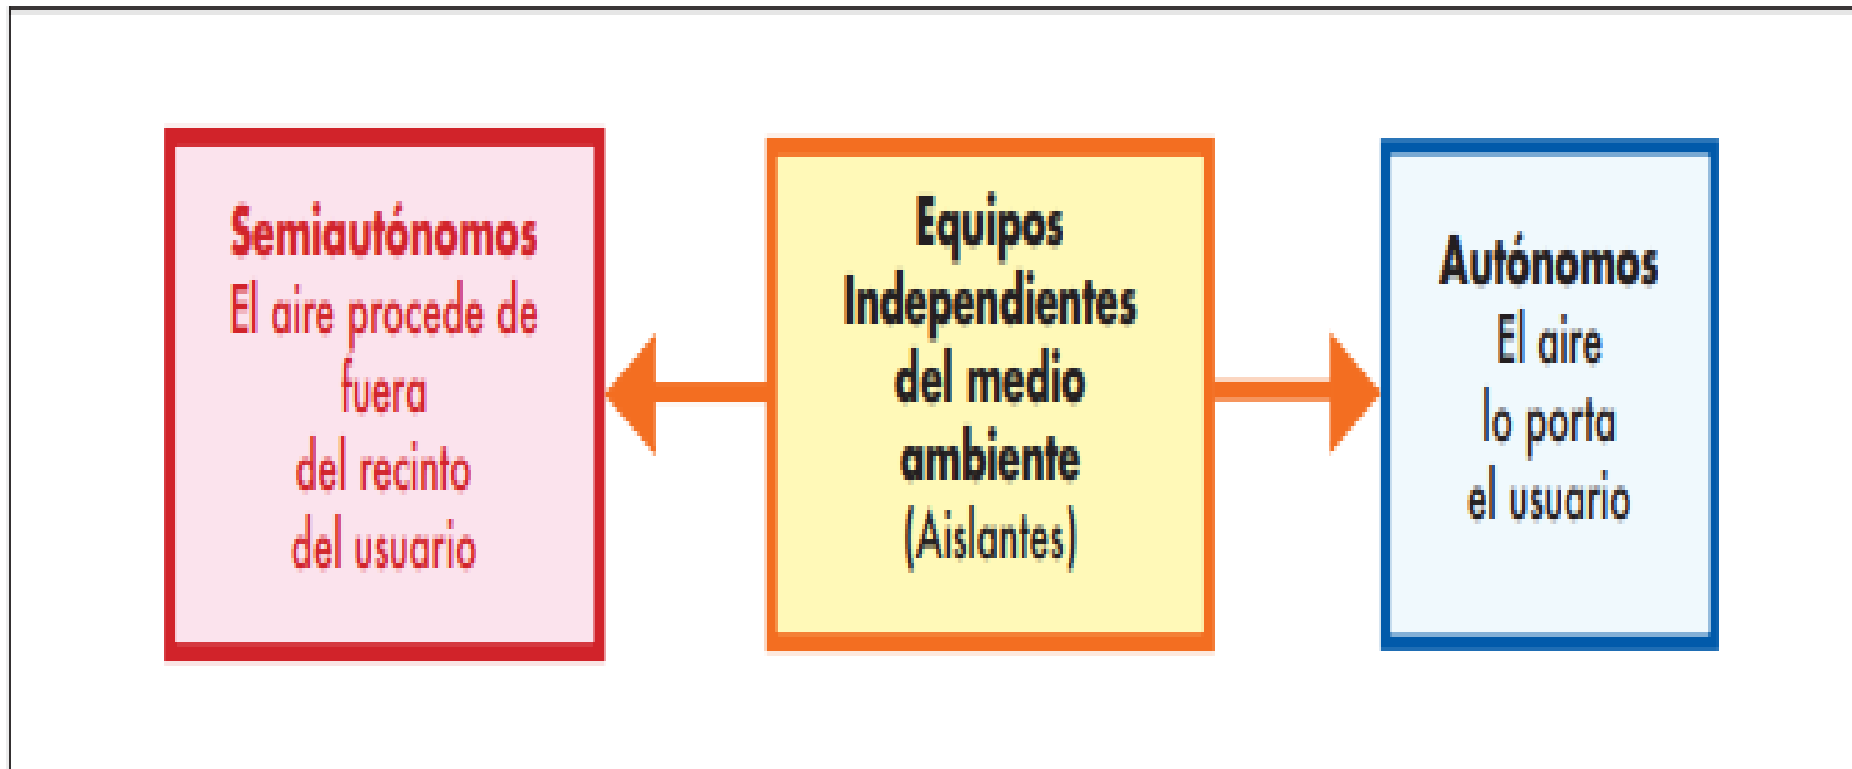 Semiautónomos
El aire procede de
fuera
del recinto
del usuario
Equipos
Independientes
del medio
ambiente
(Aislantes)
Autónomos
El aire
lo porta
el usuario